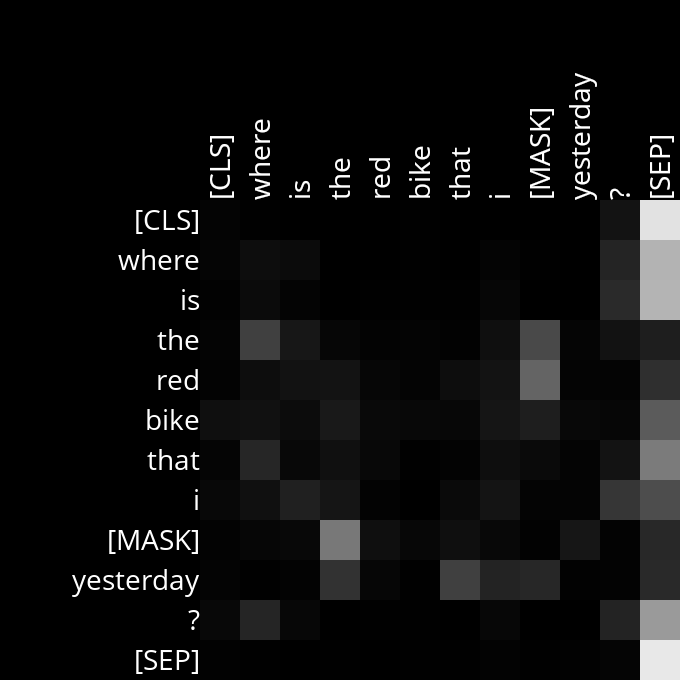 [CLS] where is the red bike that i [MASK] yesterday ? [SEP]
[CLS]
where
is
the
red
bike
that
i
[MASK]
yesterday
?
[SEP]